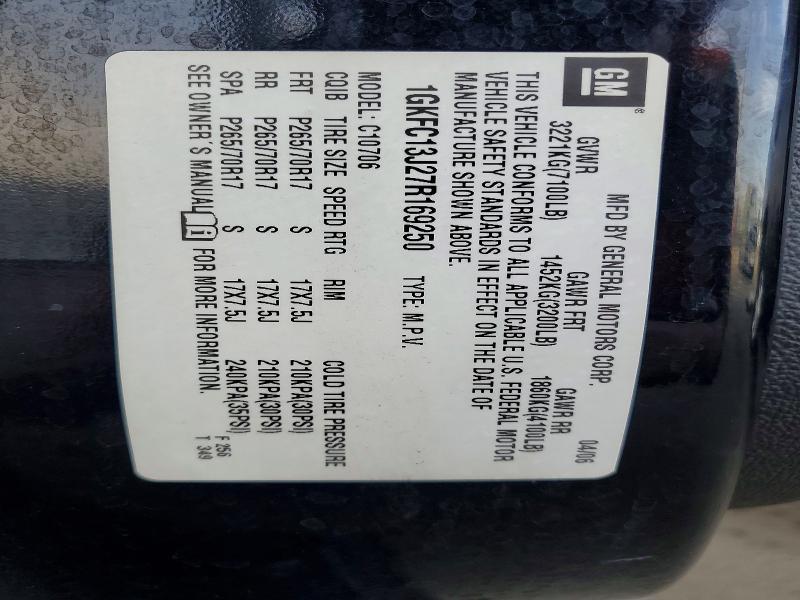 GM ®
MFD BY GENERAL MOTORS CORP. 04/06
GVWR GAWR FRT GAWR RR
3221KG(7100LB) 1452KG(3200LB) 1860KG(4100LB)
THIS VEHICLE CONFORMS TO ALL APPLICABLE U.S. FEDERAL MOTOR
VEHICLE SAFETY STANDARDS IN EFFECT ON THE DATE OF
MANUFACTURE SHOWN ABOVE.
1GKFC13J27R169250 TYPE: M.P.V.
MODEL: C10706
CQIB TIRE SIZE SPEED RTG RIM COLD TIRE PRESSURE
FRT P265/70R17 S 17X7.5J 210KPA(30PSI)
RR P265/70R17 S 17X7.5J 210KPA(30PSI)
SPA P265/70R17 S 17X7.5J 240KPA(35PSI)
SEE OWNER'S MANUAL i FOR MORE INFORMATION.
F 256
T 349